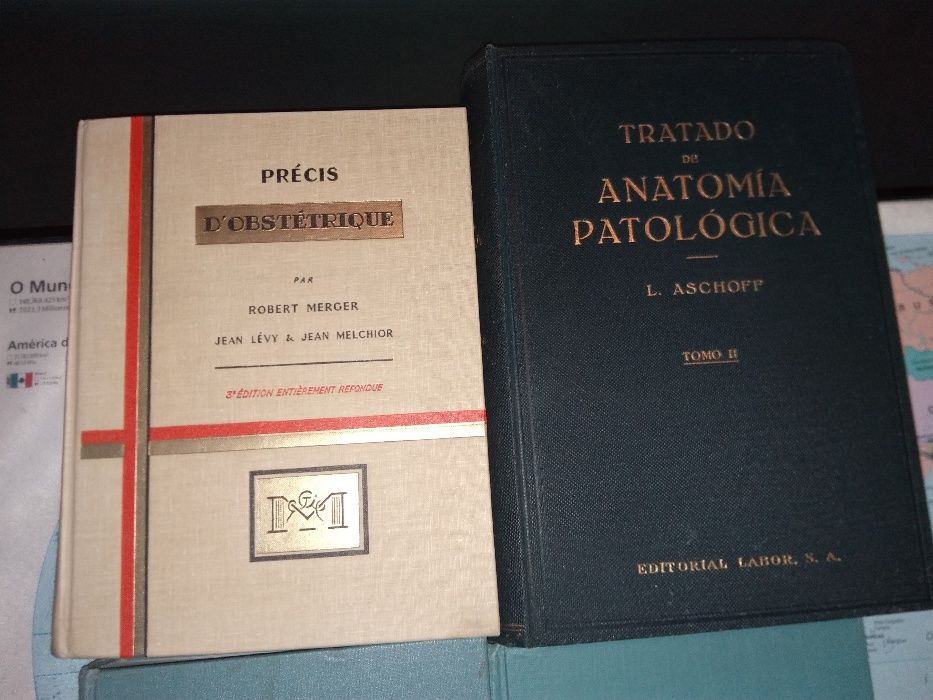 PRÉCIS
D'OBSTÉTRIQUE
PAR
ROBERT MERGER
JEAN LÉVY & JEAN MELCHIOR
3e ÉDITION ENTIÈREMENT REFONDUE
TRATADO
DE
ANATOMÍA
PATOLÓGICA
L. ASCHOFF
TOMO II
EDITORIAL LABOR, S. A.
O Mun
América d